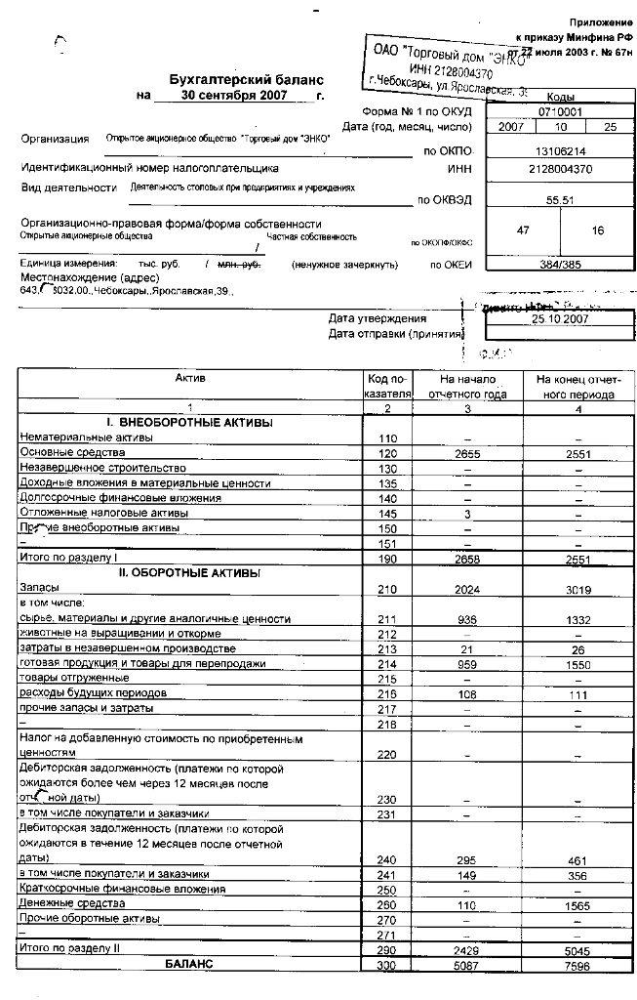 Приложение
к приказу Минфина РФ
от 22 июля 2003 г. № 67н
ОАО "Торговый дом "ЭНКО"
ИНН 2128004370
г.Чебоксары, ул.Ярославская, 39
Бухгалтерский баланс
на 30 сентября 2007 г.
Коды
Форма № 1 по ОКУД 0710001
Дата (год, месяц, число) 2007 10 25
Организация Открытое акционерное общество "Торговый дом "ЭНКО"
по ОКПО 13106214
Идентификационный номер налогоплательщика ИНН 2128004370
Вид деятельности Деятельность столовых при предприятиях и учреждениях
по ОКВЭД 55.51
Организационно-правовая форма/форма собственности
Открытые акционерные общества / Частная собственность по ОКОПФ/ОКФС 47 16
Единица измерения: тыс. руб. / млн. руб. (ненужное зачеркнуть) по ОКЕИ 384/385
Местонахождение (адрес)
643, 8032.00.,Чебоксары,,Ярославская,39,,
Дата утверждения 25.10.2007
Дата отправки (принятия)
Актив Код по- На начало На конец отчет-
казателя отчетного года ного периода
1 2 3 4
I. ВНЕОБОРОТНЫЕ АКТИВЫ
Нематериальные активы 110 – –
Основные средства 120 2655 2551
Незавершенное строительство 130 – –
Доходные вложения в материальные ценности 135 – –
Долгосрочные финансовые вложения 140 – –
Отложенные налоговые активы 145 3 –
Прочие внеоборотные активы 150 – –
– 151 – –
Итого по разделу I 190 2658 2551
II. ОБОРОТНЫЕ АКТИВЫ
Запасы 210 2024 3019
в том числе:
сырье, материалы и другие аналогичные ценности 211 936 1332
животные на выращивании и откорме 212 – –
затраты в незавершенном производстве 213 21 26
готовая продукция и товары для перепродажи 214 959 1550
товары отгруженные 215 – –
расходы будущих периодов 216 108 111
прочие запасы и затраты 217 – –
– 218 – –
Налог на добавленную стоимость по приобретенным
ценностям 220 – –
Дебиторская задолженность (платежи по которой
ожидаются более чем через 12 месяцев после
отчетной даты) 230 – –
в том числе покупатели и заказчики 231 – –
Дебиторская задолженность (платежи по которой
ожидаются в течение 12 месяцев после отчетной
даты) 240 295 461
в том числе покупатели и заказчики 241 149 356
Краткосрочные финансовые вложения 250 – –
Денежные средства 260 110 1565
Прочие оборотные активы 270 – –
– 271 – –
Итого по разделу II 290 2429 5045
БАЛАНС 300 5087 7596